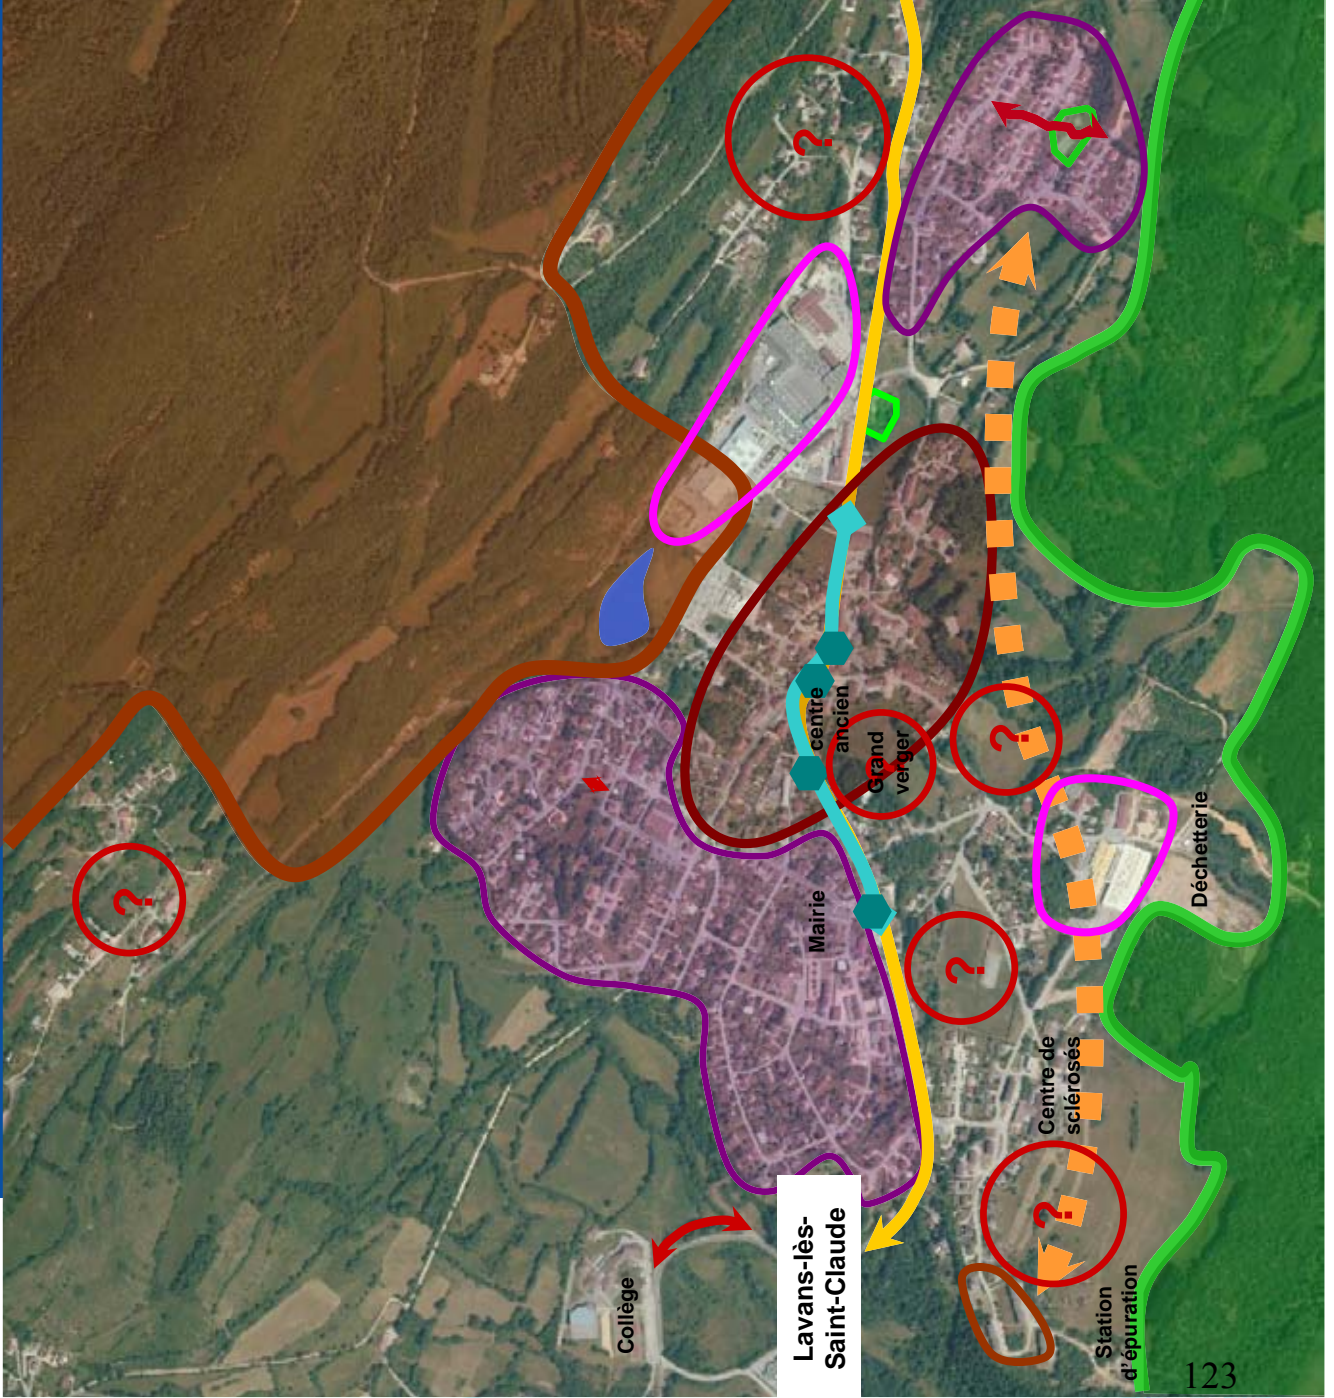 Lavans-lès-
Saint-Claude
Collège
Mairie
centre
ancien
Grand
verger
Déchetterie
Centre de
sclérosés
Station
d'épuration
?
?
?
?
?
?
123